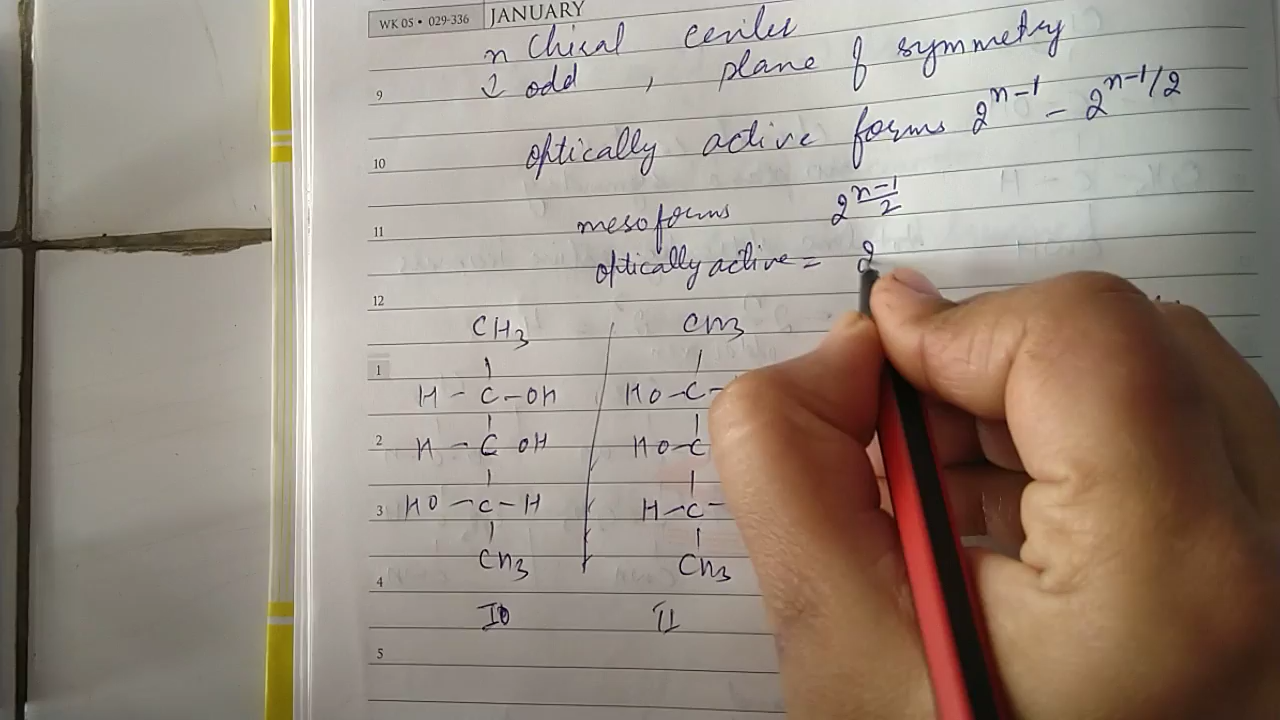 WK 05 • 029-336 JANUARY
n Chiral center
↓ odd, plane of symmetry
9
optically active forms 2^n-1 - 2^n-1/2
10
mesoforms 2^n-1/2
11
optically active = 2
12
CH3 CH3
1
H - C - OH HO - C -
2
H - C OH HO - C
3
HO - C - H H - C -
CH3 CH3
4
I II
5